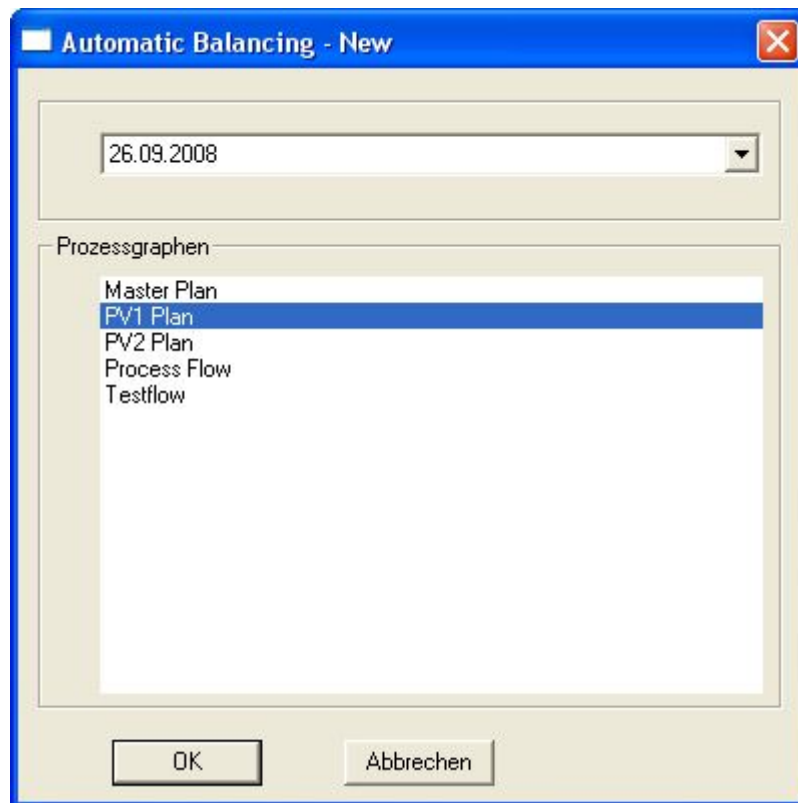 Automatic Balancing - New
26.09.2008
Prozessgraphen
Master Plan
PV1 Plan
PV2 Plan
Process Flow
Testflow
OK
Abbrechen